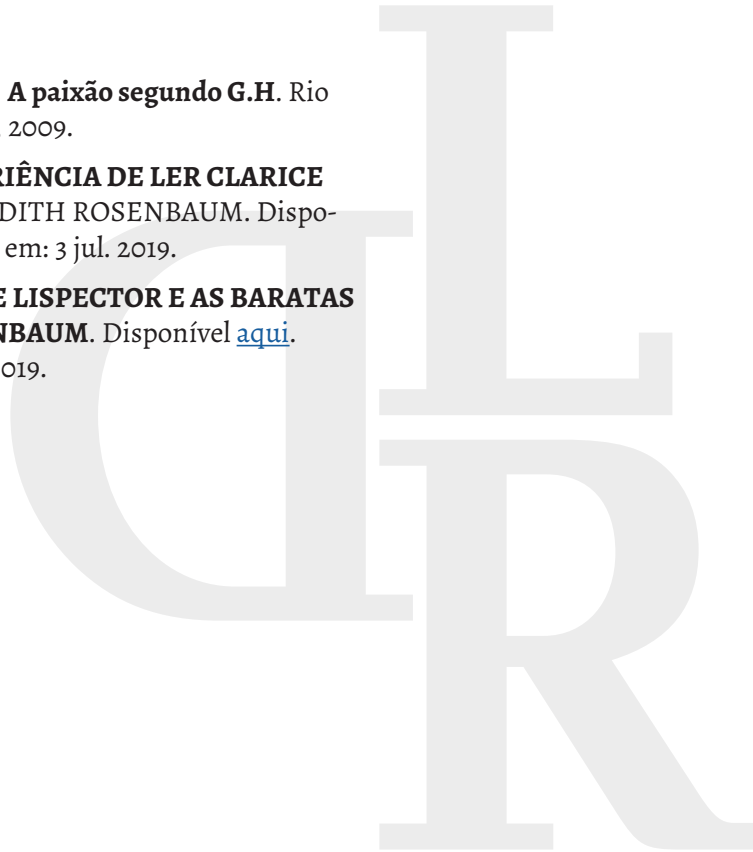 A paixão segundo G.H. Rio
2009.
RIÊNCIA DE LER CLARICE
DITH ROSENBAUM. Dispo-
em: 3 jul. 2019.
E LISPECTOR E AS BARATAS
NBAUM. Disponível aqui.
019.
L
D
R